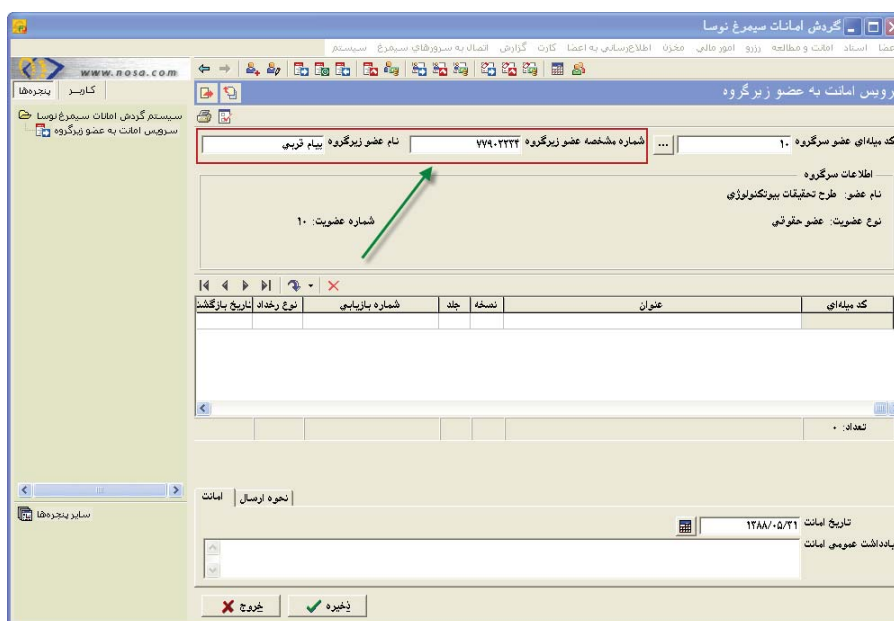 گردش امانات سیمرغ نوسا
اعضا اسناد امانت و مطالعه رزرو امور مالی مخزن اطلاع‌رسانی به اعضا کارت گزارش اتصال به سرورهای سیمرغ سیستم
www.nosa.com
پنجره‌ها کاربر
سیستم گردش امانات سیمرغ نوسا
سرویس امانت به عضو زیرگروه
سایر پنجره‌ها
سرویس امانت به عضو زیرگروه
کد میله‌ای عضو سرگروه ۱۰ ... شماره مشخصه عضو زیرگروه ۷۷۹۰۲۲۳۴ نام عضو زیرگروه پیام قربی
اطلاعات سرگروه
نام عضو: طرح تحقیقات بیوتکنولوژی
نوع عضویت: عضو حقوقی شماره عضویت: ۱۰
کد میله‌ای عنوان نسخه جلد شماره بازیابی نوع رخداد تاریخ بازگشت
تعداد: ۰
امانت نحوه ارسال
تاریخ امانت ۱۳۸۸/۰۵/۳۱
یادداشت عمومی امانت
ذخیره خروج